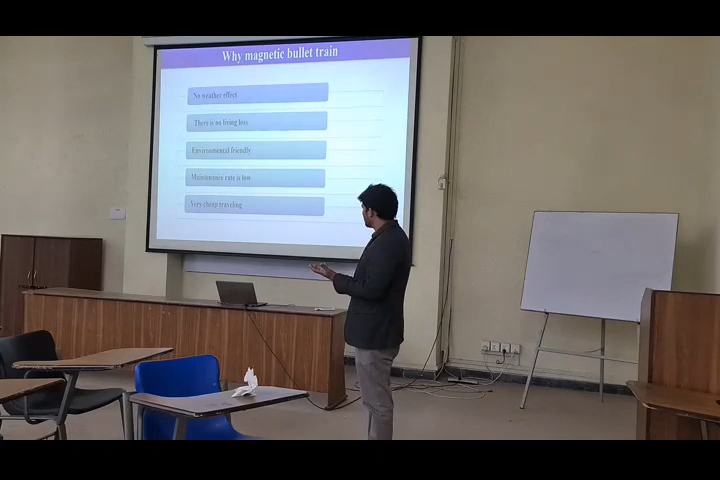 Why magnetic bullet train
No weather effect
There is no living loss
Environmental friendly
Maintenance rate is low
Very cheap traveling